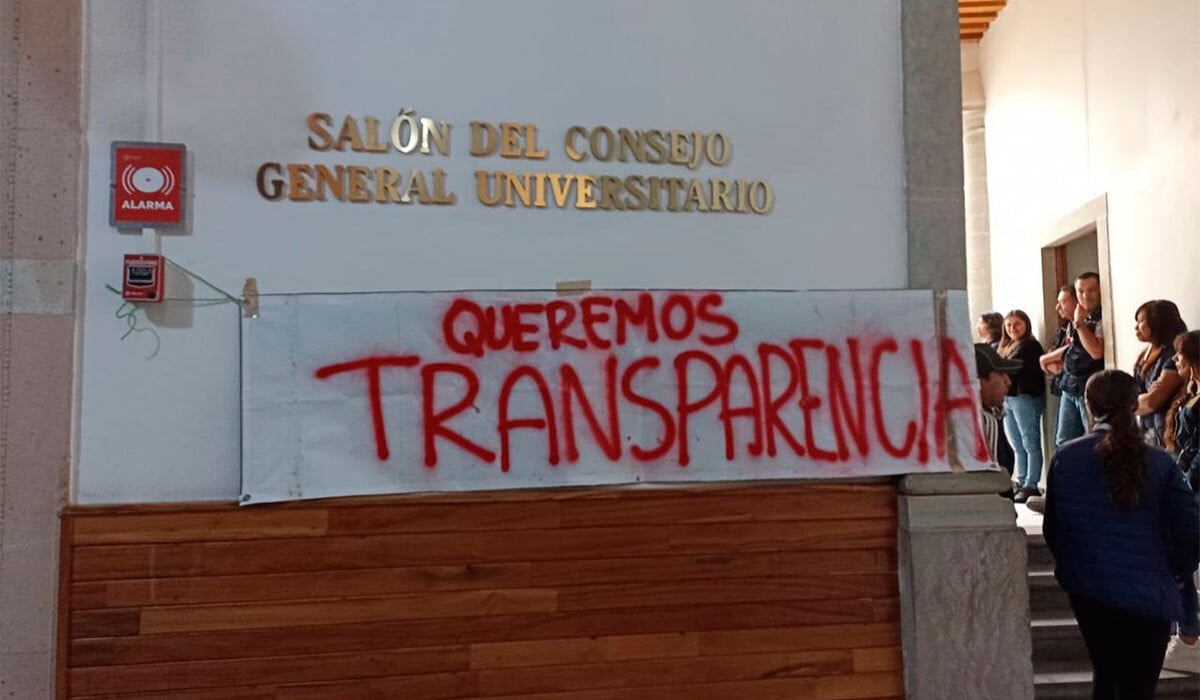 SALÓN DEL CONSEJO
GENERAL UNIVERSITARIO
ALARMA
QUEREMOS
TRANSPARENCIA